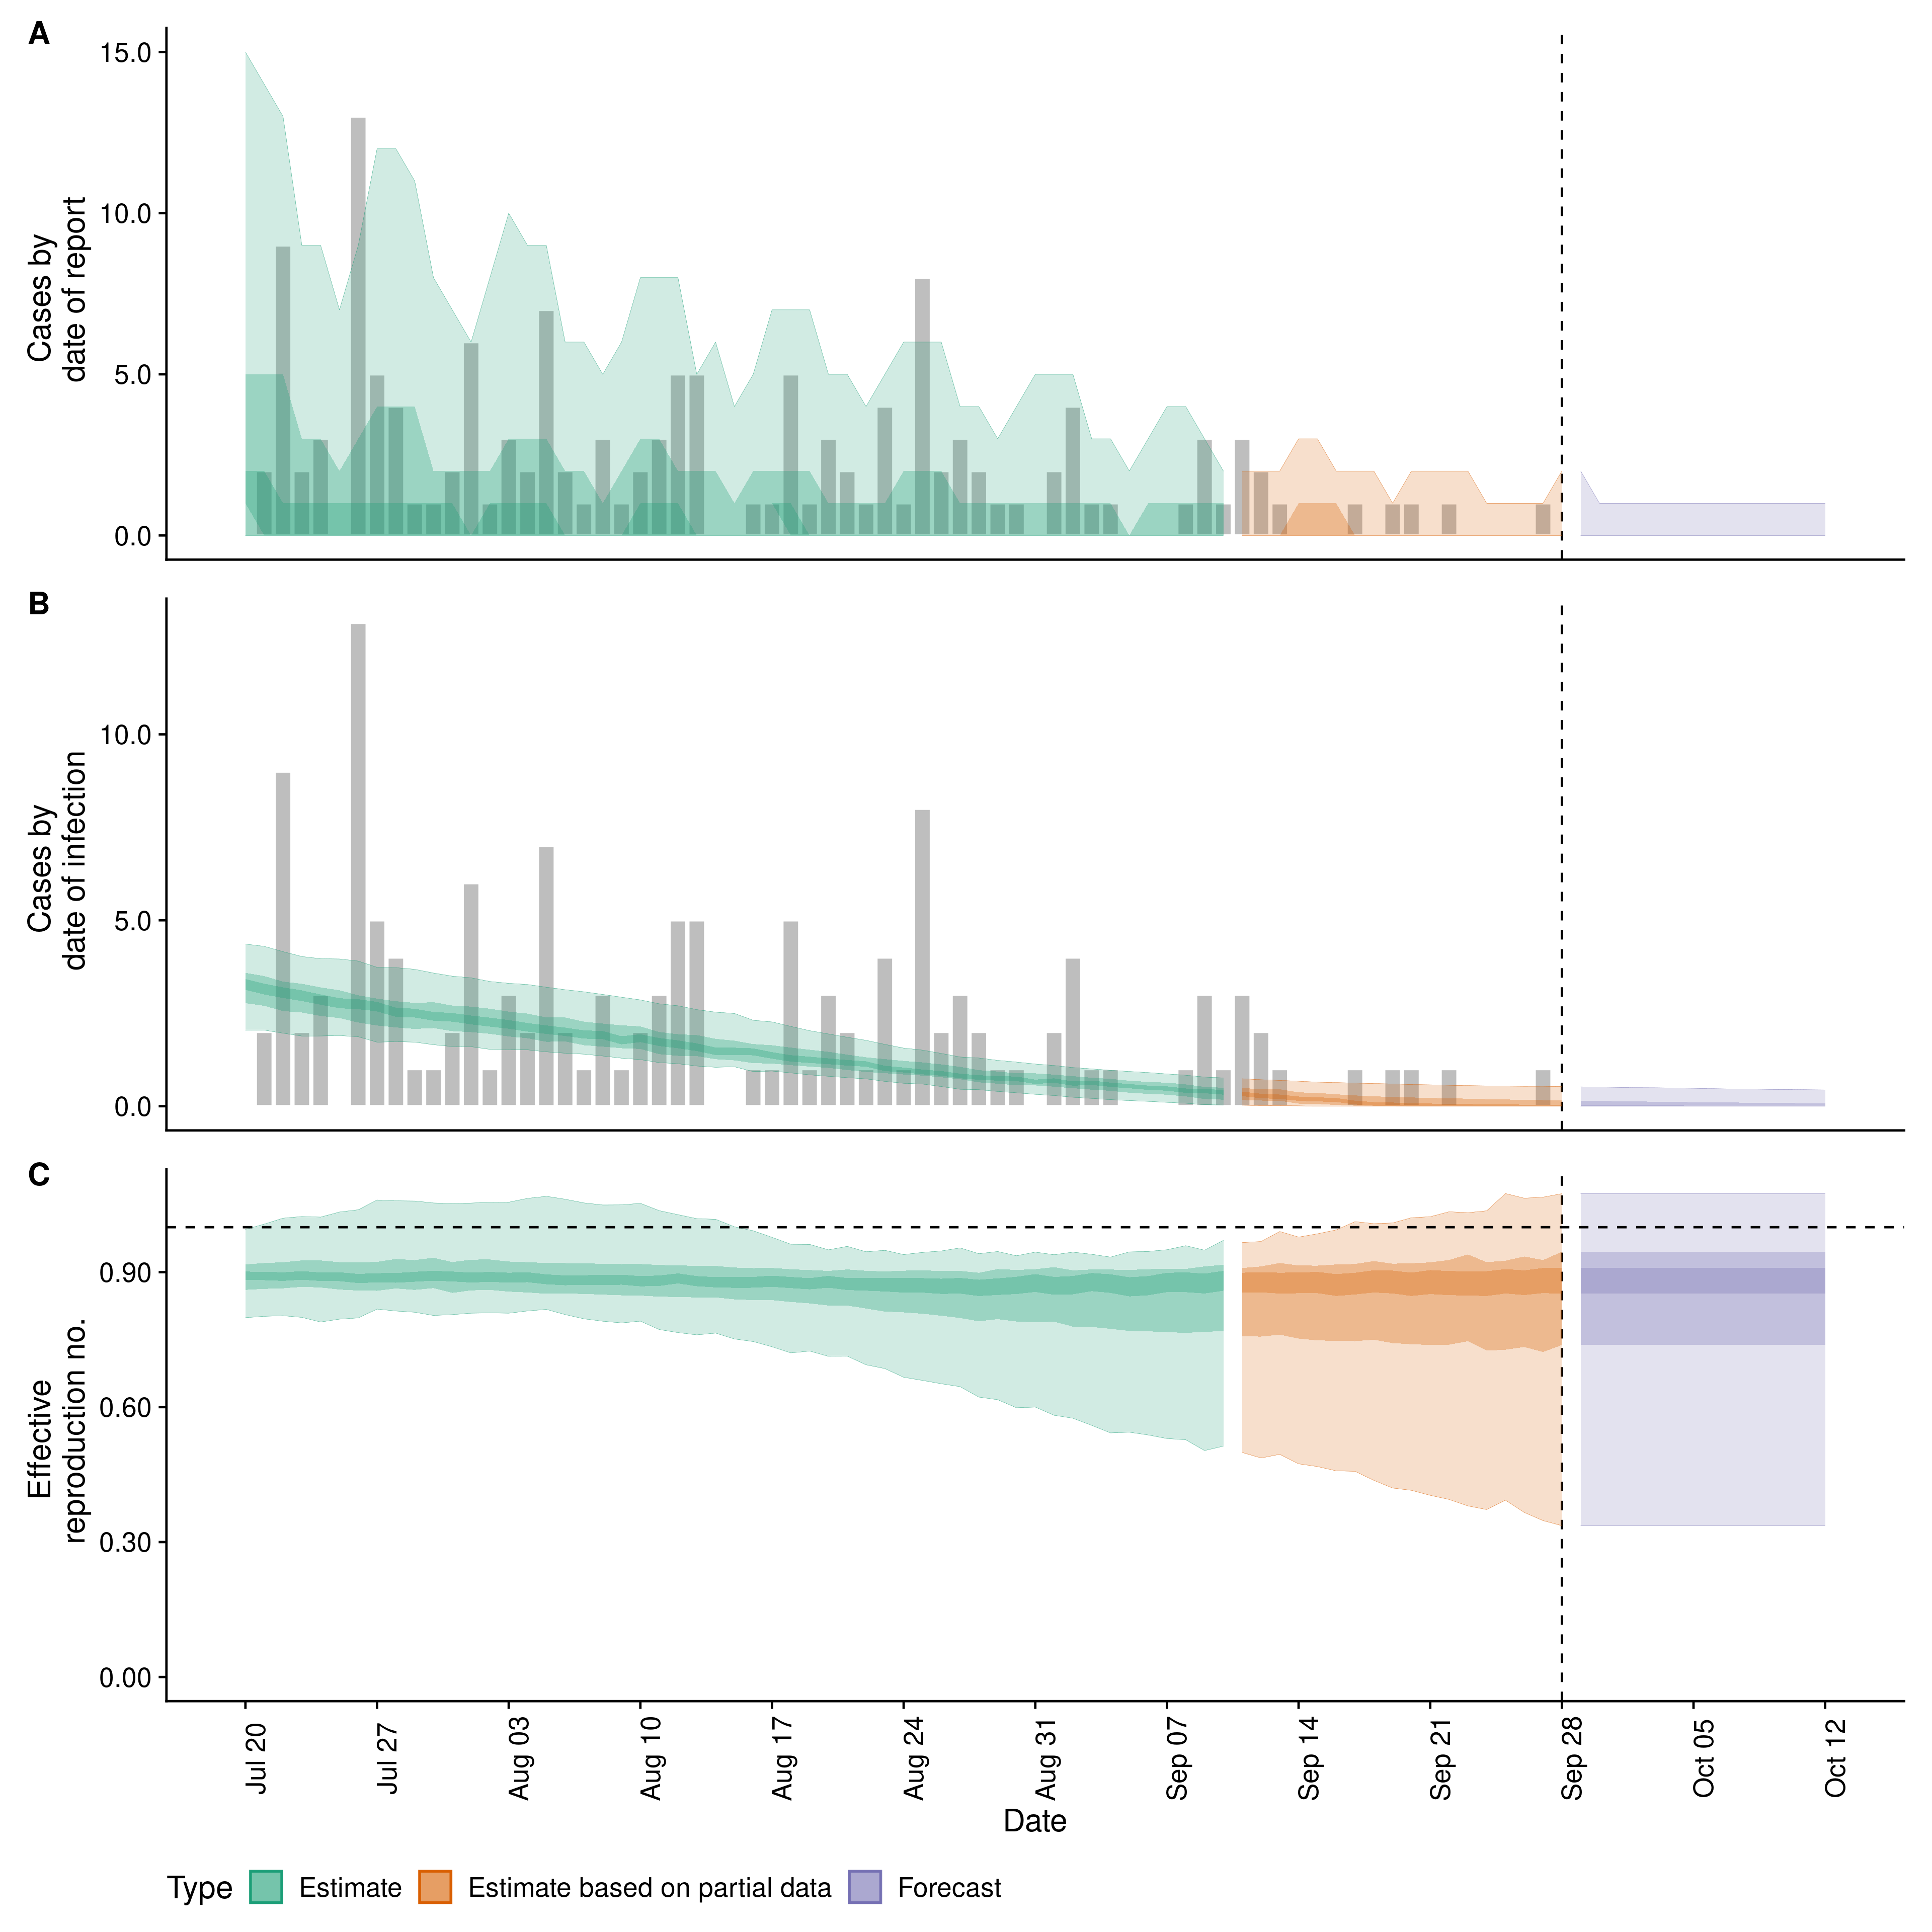 A
15.0
10.0
5.0
0.0
Cases by
date of report
B
10.0
5.0
0.0
Cases by
date of infection
C
0.90
0.60
0.30
0.00
Effective
reproduction no.
Jul 20
Jul 27
Aug 03
Aug 10
Aug 17
Aug 24
Aug 31
Sep 07
Sep 14
Sep 21
Sep 28
Oct 05
Oct 12
Date
Type Estimate Estimate based on partial data Forecast